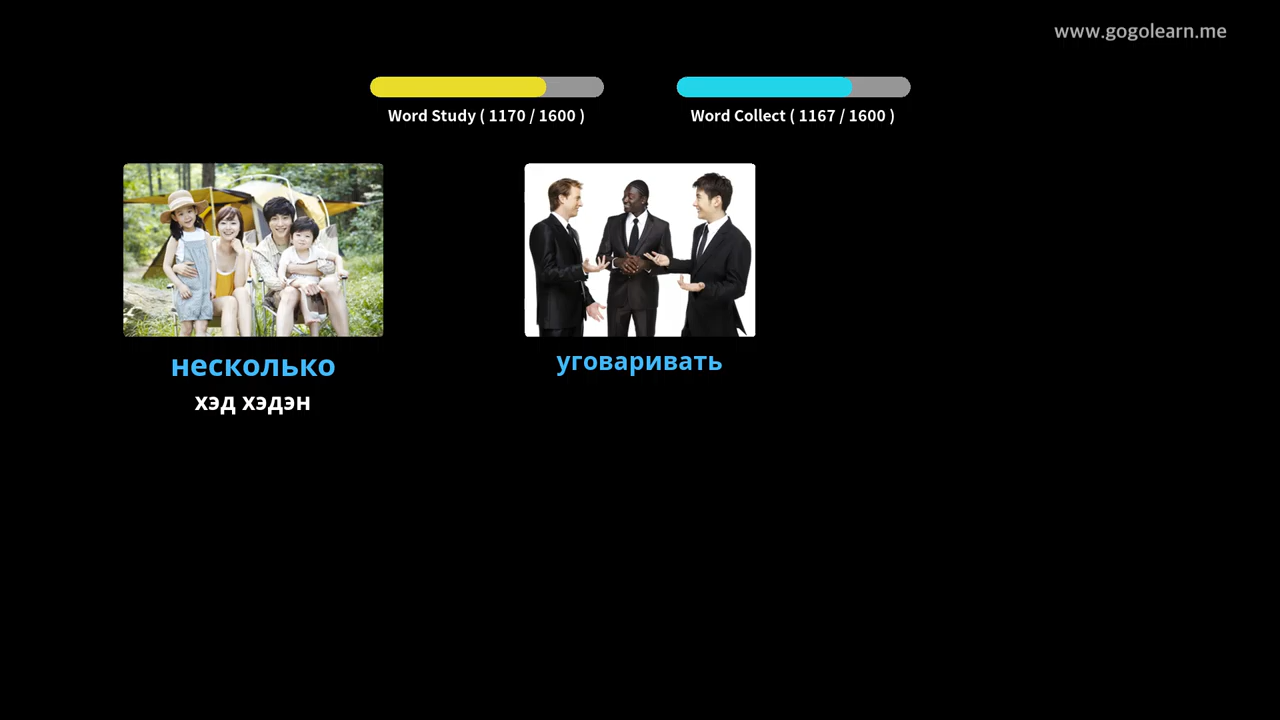 www.gogolearn.me
Word Study ( 1170 / 1600 )
Word Collect ( 1167 / 1600 )
несколько
хэд хэдэн
уговаривать